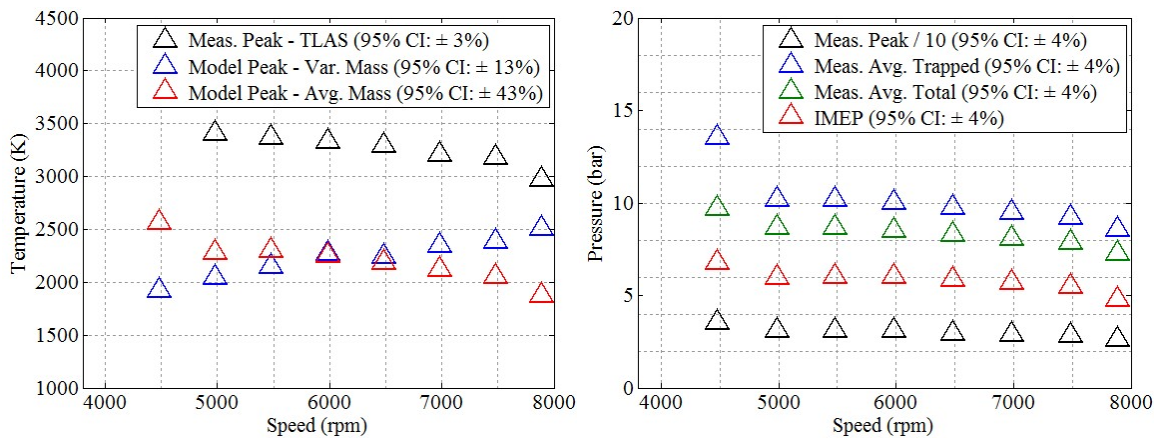 4500
4000
3500
3000
2500
2000
1500
1000
Temperature (K)
Meas. Peak - TLAS (95% CI: ± 3%)
Model Peak - Var. Mass (95% CI: ± 13%)
Model Peak - Avg. Mass (95% CI: ± 43%)
4000 5000 6000 7000 8000
Speed (rpm)
20
15
10
5
0
Pressure (bar)
Meas. Peak / 10 (95% CI: ± 4%)
Meas. Avg. Trapped (95% CI: ± 4%)
Meas. Avg. Total (95% CI: ± 4%)
IMEP (95% CI: ± 4%)
4000 5000 6000 7000 8000
Speed (rpm)